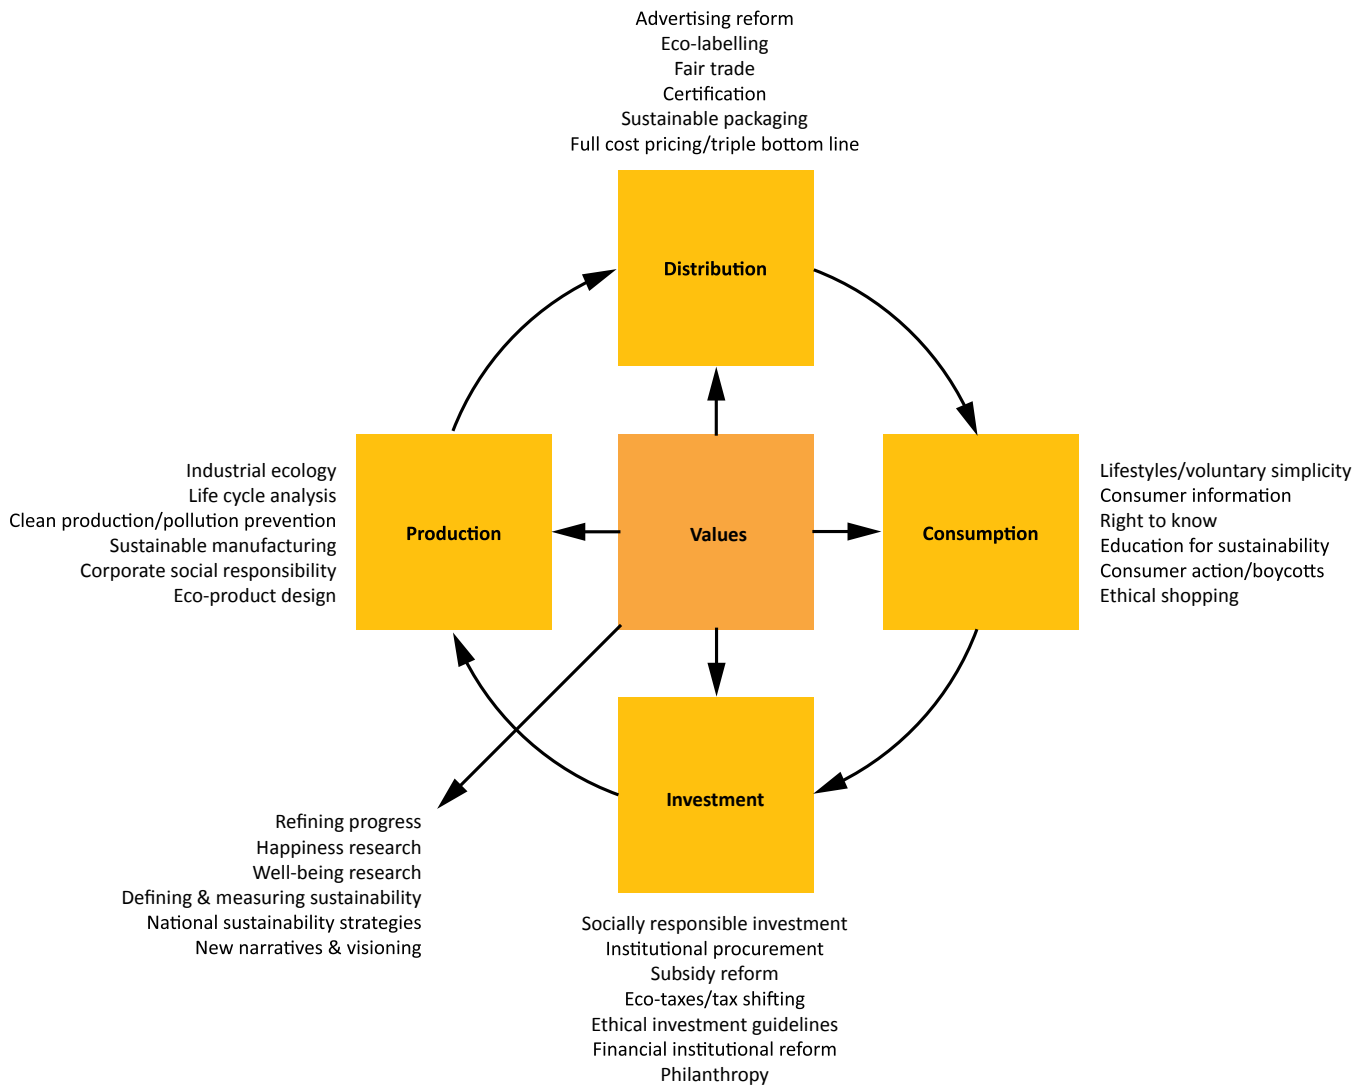 Advertising reform
Eco-labelling
Fair trade
Certification
Sustainable packaging
Full cost pricing/triple bottom line
Distribution
Industrial ecology
Life cycle analysis
Clean production/pollution prevention
Sustainable manufacturing
Corporate social responsibility
Eco-product design
Production
Values
Consumption
Lifestyles/voluntary simplicity
Consumer information
Right to know
Education for sustainability
Consumer action/boycotts
Ethical shopping
Investment
Refining progress
Happiness research
Well-being research
Defining & measuring sustainability
National sustainability strategies
New narratives & visioning
Socially responsible investment
Institutional procurement
Subsidy reform
Eco-taxes/tax shifting
Ethical investment guidelines
Financial institutional reform
Philanthropy